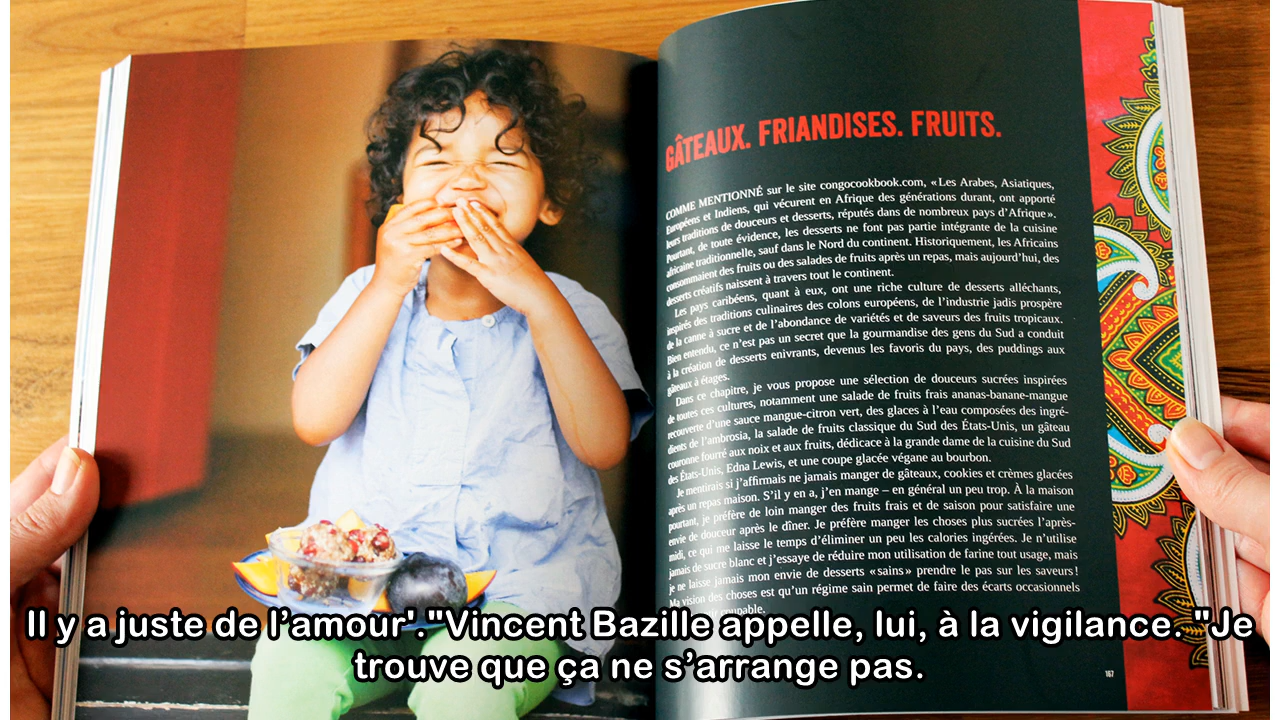 GÂTEAUX. FRIANDISES. FRUITS.
COMME MENTIONNÉ sur le site congocookbook.com, « Les Arabes, Asiatiques,
Européens et Indiens, qui vécurent en Afrique des générations durant, ont apporté
leurs traditions de douceurs et desserts, réputés dans de nombreux pays d’Afrique ».
Pourtant, de toute évidence, les desserts ne font pas partie intégrante de la cuisine
africaine traditionnelle, sauf dans le Nord du continent. Historiquement, les Africains
consommaient des fruits ou des salades de fruits après un repas, mais aujourd’hui, des
desserts créatifs naissent à travers tout le continent.
Les pays caribéens, quant à eux, ont une riche culture de desserts alléchants,
inspirés des traditions culinaires des colons européens, de l’industrie jadis prospère
de la canne à sucre et de l’abondance de variétés et de saveurs des fruits tropicaux.
Bien entendu, ce n’est pas un secret que la gourmandise des gens du Sud a conduit
à la création de desserts enivrants, devenus les favoris du pays, des puddings aux
gâteaux à étages.
Dans ce chapitre, je vous propose une sélection de douceurs sucrées inspirées
de toutes ces cultures, notamment une salade de fruits frais ananas-banane-mangue
recouverte d’une sauce mangue-citron vert, des glaces à l’eau composées des ingré-
dients de l’ambrosia, la salade de fruits classique du Sud des États-Unis, un gâteau
couronne fourré aux noix et aux fruits, dédicace à la grande dame de la cuisine du Sud
des États-Unis, Edna Lewis, et une coupe glacée végane au bourbon.
Je mentirais si j’affirmais ne jamais manger de gâteaux, cookies et crèmes glacées
après un repas maison. S’il y en a, j’en mange – en général un peu trop. À la maison
pourtant, je préfère de loin manger des fruits frais et de saison pour satisfaire une
envie de douceur après le dîner. Je préfère manger les choses plus sucrées l’après-
midi, ce qui me laisse le temps d’éliminer un peu les calories ingérées. Je n’utilise
jamais de sucre blanc et j’essaye de réduire mon utilisation de farine tout usage, mais
je ne laisse jamais mon envie de desserts « sains » prendre le pas sur les saveurs !
Ma vision des choses est qu’un régime sain permet de faire des écarts occasionnels
coupable.
Il y a juste de l’amour'."Vincent Bazille appelle, lui, à la vigilance. "Je
trouve que ça ne s’arrange pas.
167